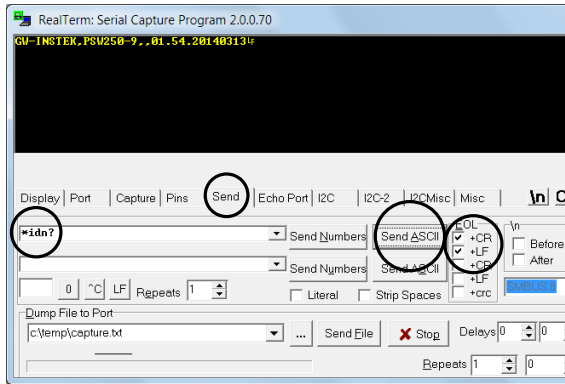 RealTerm: Serial Capture Program 2.0.0.70
GW-INSTEK,PSW250-9,,01.54.20140313LF
Display Port Capture Pins Send Echo Port I2C I2C-2 I2CMisc Misc \n
*idn? Send Numbers Send ASCII EOL +CR +LF \n Before After
Send Numbers Send ASCII +CR +LF +crc SMBUS 8
0 ^C LF Repeats 1 Literal Strip Spaces
Dump File to Port
c:\temp\capture.txt ... Send File Stop Delays 0 0
Repeats 1 0